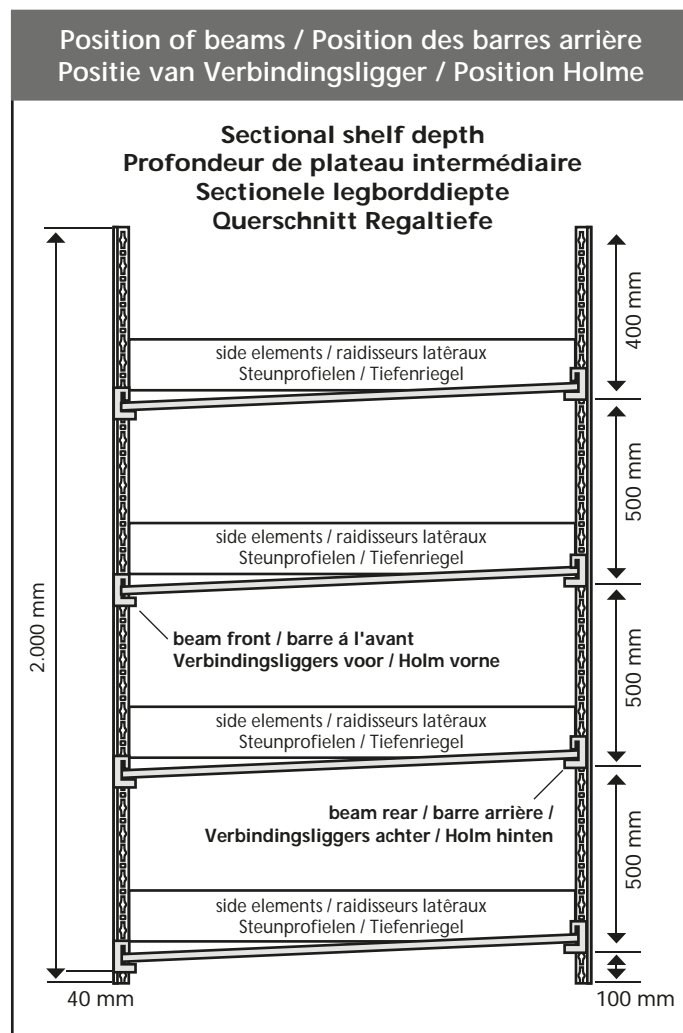 Position of beams / Position des barres arrière
Positie van Verbindingsligger / Position Holme
Sectional shelf depth
Profondeur de plateau intermédiaire
Sectionele legborddiepte
Querschnitt Regaltiefe
400 mm
side elements / raidisseurs latêraux
Steunprofielen / Tiefenriegel
500 mm
side elements / raidisseurs latêraux
Steunprofielen / Tiefenriegel
2.000 mm
beam front / barre á l'avant
Verbindingsliggers voor / Holm vorne
500 mm
side elements / raidisseurs latêraux
Steunprofielen / Tiefenriegel
beam rear / barre arrière /
Verbindingsliggers achter / Holm hinten
500 mm
side elements / raidisseurs latêraux
Steunprofielen / Tiefenriegel
40 mm
100 mm